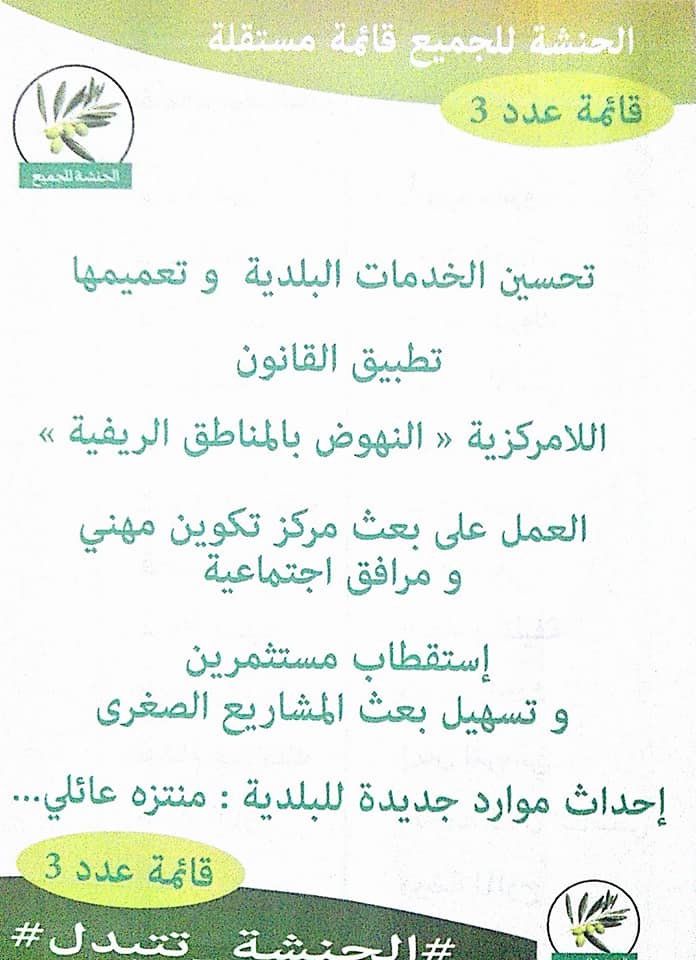 الحنشة للجميع قائمة مستقلة
قائمة عدد 3
الحنشة للجميع
تحسين الخدمات البلدية و تعميمها
تطبيق القانون
اللامركزية « النهوض بالمناطق الريفية »
العمل على بعث مركز تكوين مهني
و مرافق اجتماعية
إستقطاب مستثمرين
و تسهيل بعث المشاريع الصغرى
إحداث موارد جديدة للبلدية : منتزه عائلي...
قائمة عدد 3
#الحنشة_تتبدل#